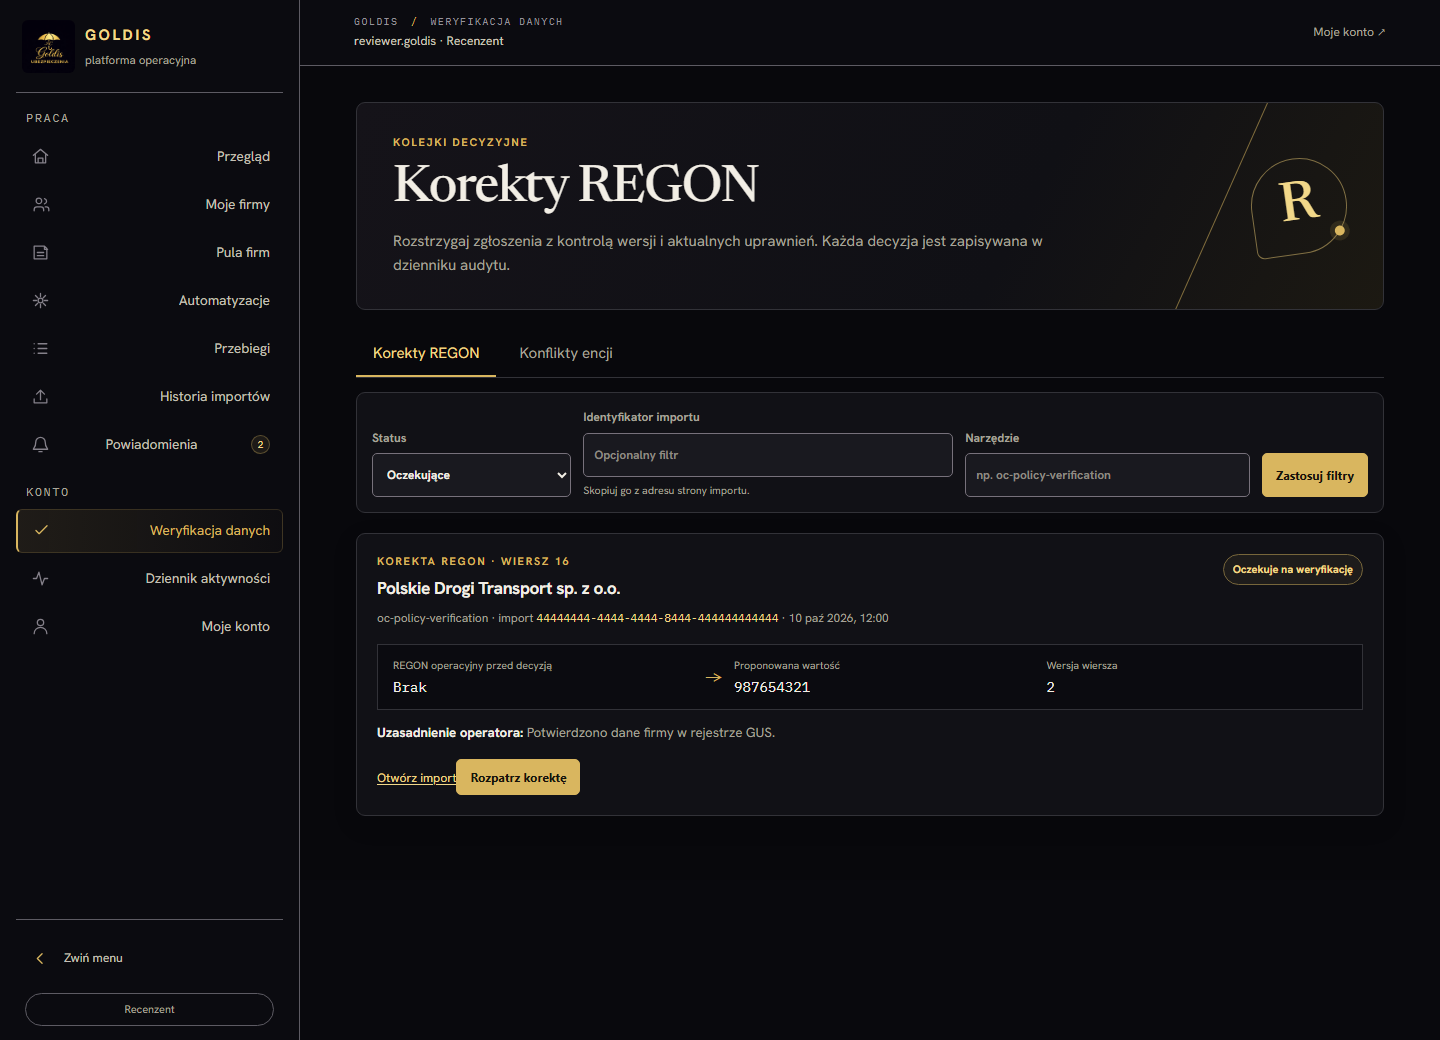 Goldis
UBEZPIECZENIA
GOLDIS
platforma operacyjna
PRACA
Przegląd
Moje firmy
Pula firm
Automatyzacje
Przebiegi
Historia importów
Powiadomienia 2
KONTO
Weryfikacja danych
Dziennik aktywności
Moje konto
Zwiń menu
Recenzent
GOLDIS / WERYFIKACJA DANYCH
reviewer.goldis · Recenzent
Moje konto ↗
KOLEJKI DECYZYJNE
Korekty REGON
Rozstrzygaj zgłoszenia z kontrolą wersji i aktualnych uprawnień. Każda decyzja jest zapisywana w
dzienniku audytu.
R
Korekty REGON
Konflikty encji
Status
Oczekujące
Identyfikator importu
Opcjonalny filtr
Skopiuj go z adresu strony importu.
Narzędzie
np. oc-policy-verification
Zastosuj filtry
KOREKTA REGON · WIERSZ 16
Oczekuje na weryfikację
Polskie Drogi Transport sp. z o.o.
oc-policy-verification · import 44444444-4444-4444-8444-444444444444 · 10 paź 2026, 12:00
REGON operacyjny przed decyzją
Brak
→
Proponowana wartość
987654321
Wersja wiersza
2
Uzasadnienie operatora: Potwierdzono dane firmy w rejestrze GUS.
Otwórz import
Rozpatrz korektę